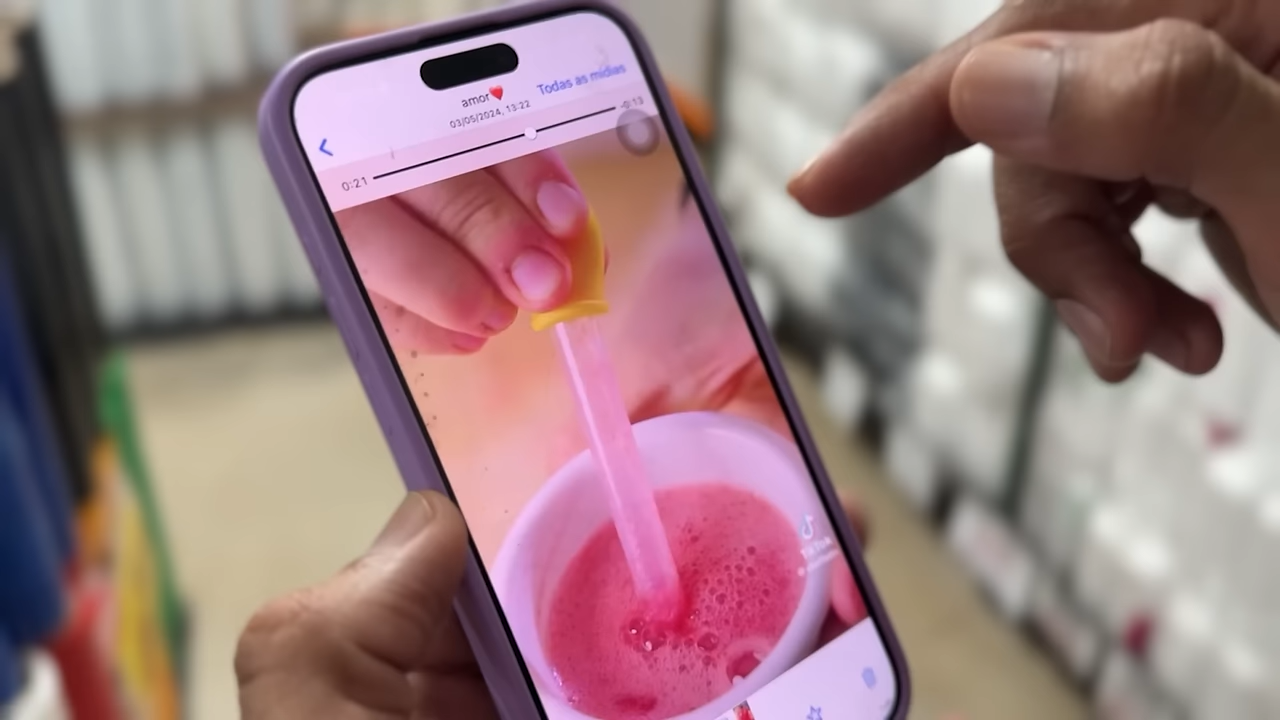 amor❤️
Todas as mídias
03/05/2024, 13:22
0:21
-0:13
TikTok